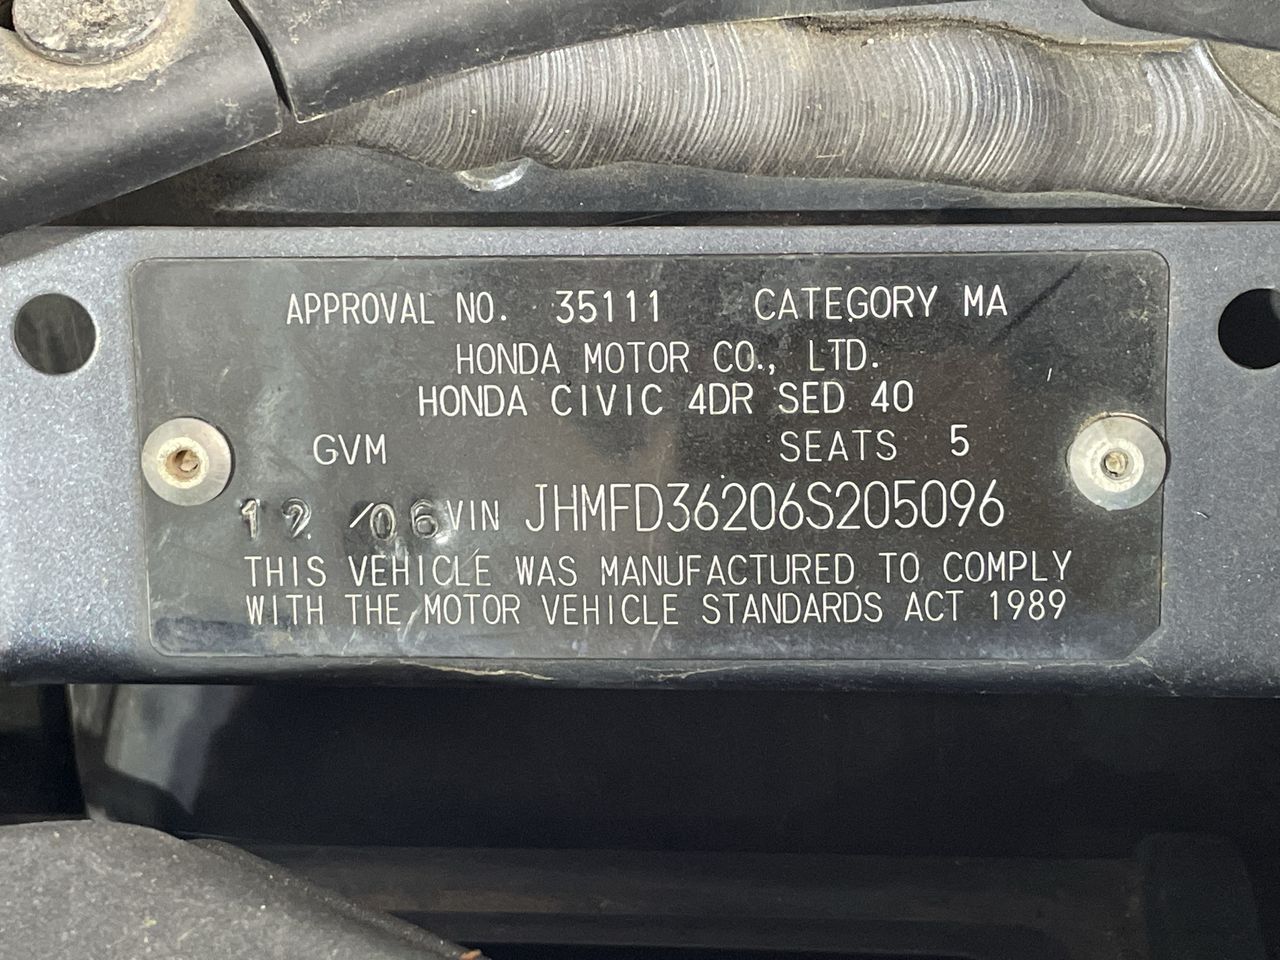 APPROVAL NO. 35111 CATEGORY MA
HONDA MOTOR CO., LTD.
HONDA CIVIC 4DR SED 40
GVM SEATS 5
12 /06 VIN JHMFD36206S205096
THIS VEHICLE WAS MANUFACTURED TO COMPLY
WITH THE MOTOR VEHICLE STANDARDS ACT 1989